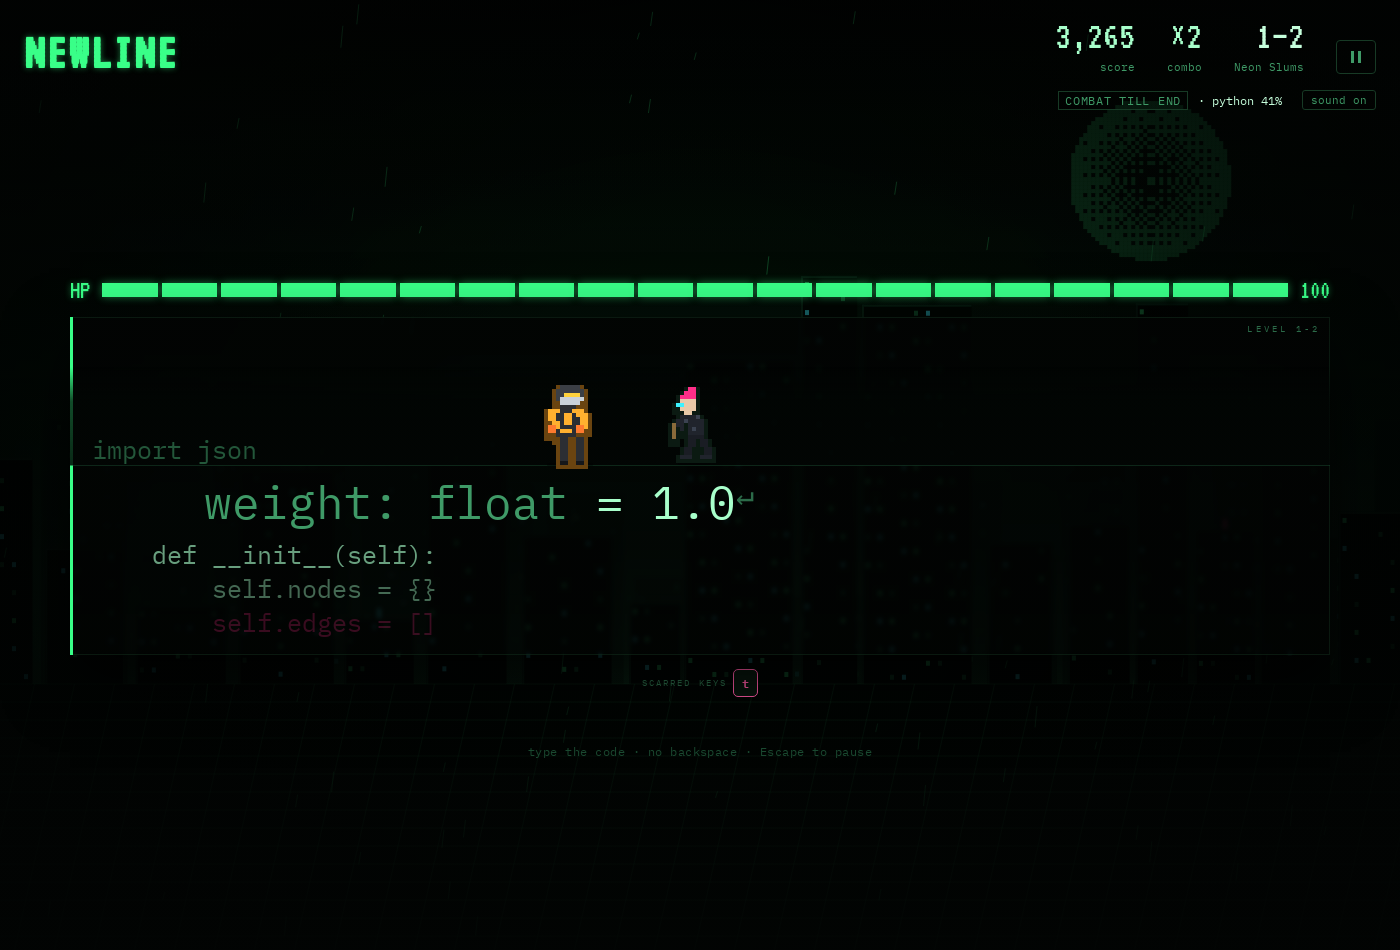 NEWLINE
3,265 x2 1-2
score combo Neon Slums
COMBAT TILL END · python 41% sound on
HP 100
LEVEL 1-2
import json
weight: float = 1.0↵
def __init__(self):
self.nodes = {}
self.edges = []
SCARRED KEYS t
type the code · no backspace · Escape to pause